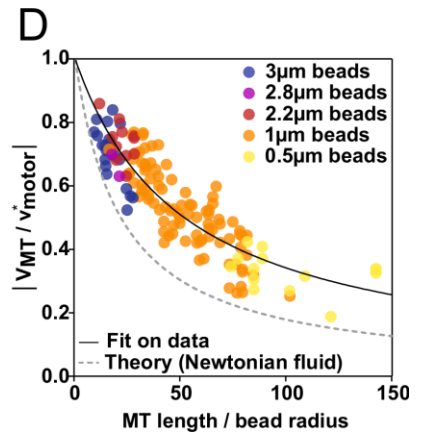 D
1.0
0.8
0.6
0.4
0.2
0.0
| VMT / v*motor |
3µm beads
2.8µm beads
2.2µm beads
1µm beads
0.5µm beads
Fit on data
Theory (Newtonian fluid)
0 50 100 150
MT length / bead radius